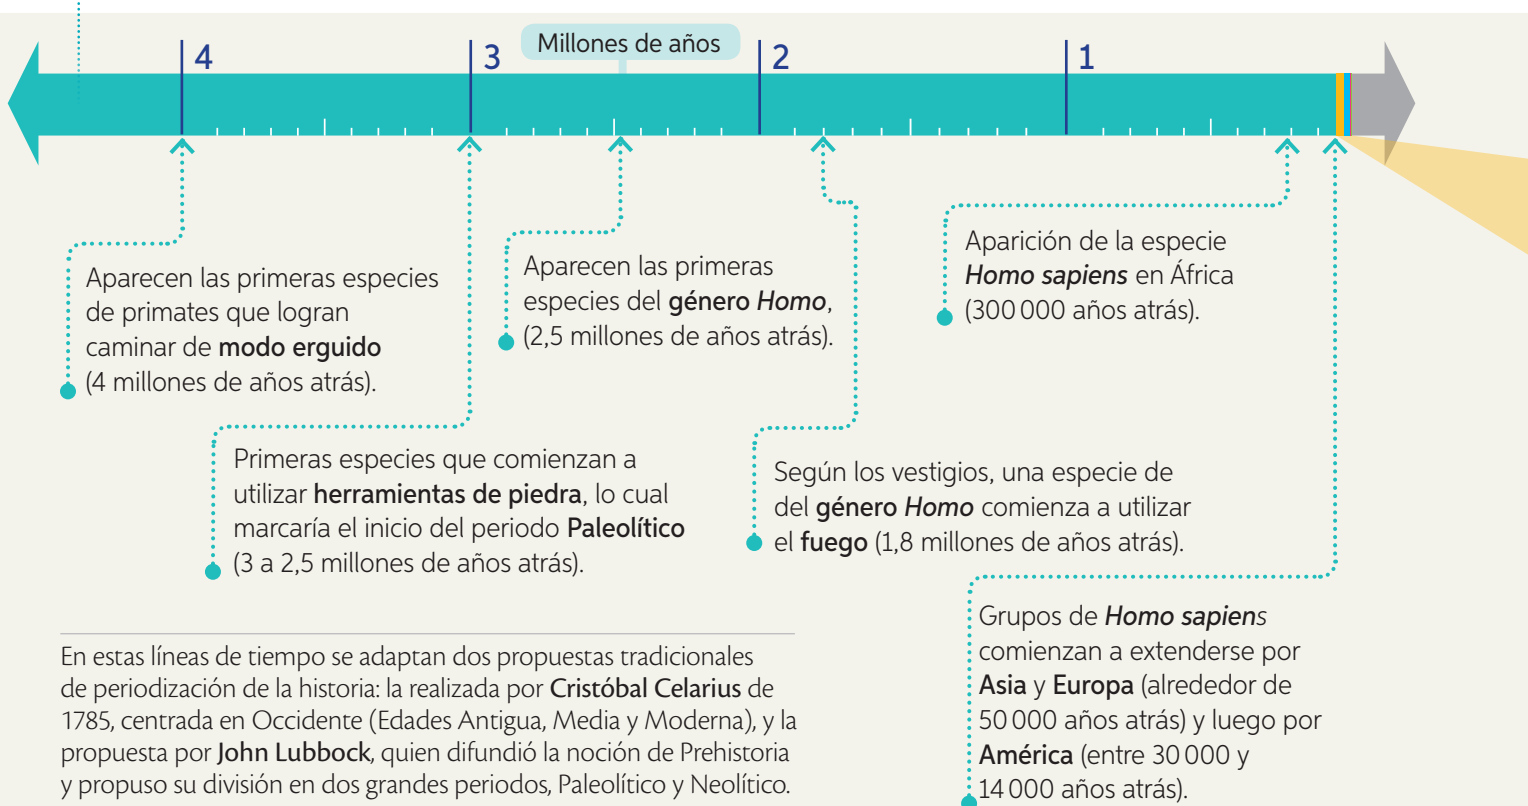 Millones de años
4
3
2
1
Aparecen las primeras especies
de primates que logran
caminar de modo erguido
(4 millones de años atrás).
Primeras especies que comienzan a
utilizar herramientas de piedra, lo cual
marcaría el inicio del periodo Paleolítico
(3 a 2,5 millones de años atrás).
Aparecen las primeras
especies del género Homo,
(2,5 millones de años atrás).
Según los vestigios, una especie de
del género Homo comienza a utilizar
el fuego (1,8 millones de años atrás).
Aparición de la especie
Homo sapiens en África
(300 000 años atrás).
Grupos de Homo sapiens
comienzan a extenderse por
Asia y Europa (alrededor de
50 000 años atrás) y luego por
América (entre 30 000 y
14 000 años atrás).
En estas líneas de tiempo se adaptan dos propuestas tradicionales
de periodización de la historia: la realizada por Cristóbal Celarius de
1785, centrada en Occidente (Edades Antigua, Media y Moderna), y la
propuesta por John Lubbock, quien difundió la noción de Prehistoria
y propuso su división en dos grandes periodos, Paleolítico y Neolítico.